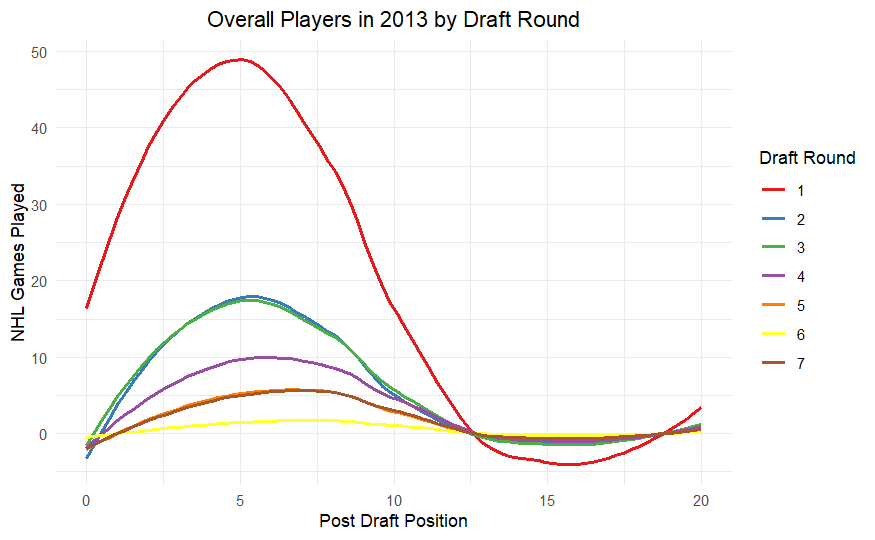 Overall Players in 2013 by Draft Round
NHL Games Played
50
40
30
20
10
0
0 5 10 15 20
Post Draft Position
Draft Round
1
2
3
4
5
6
7